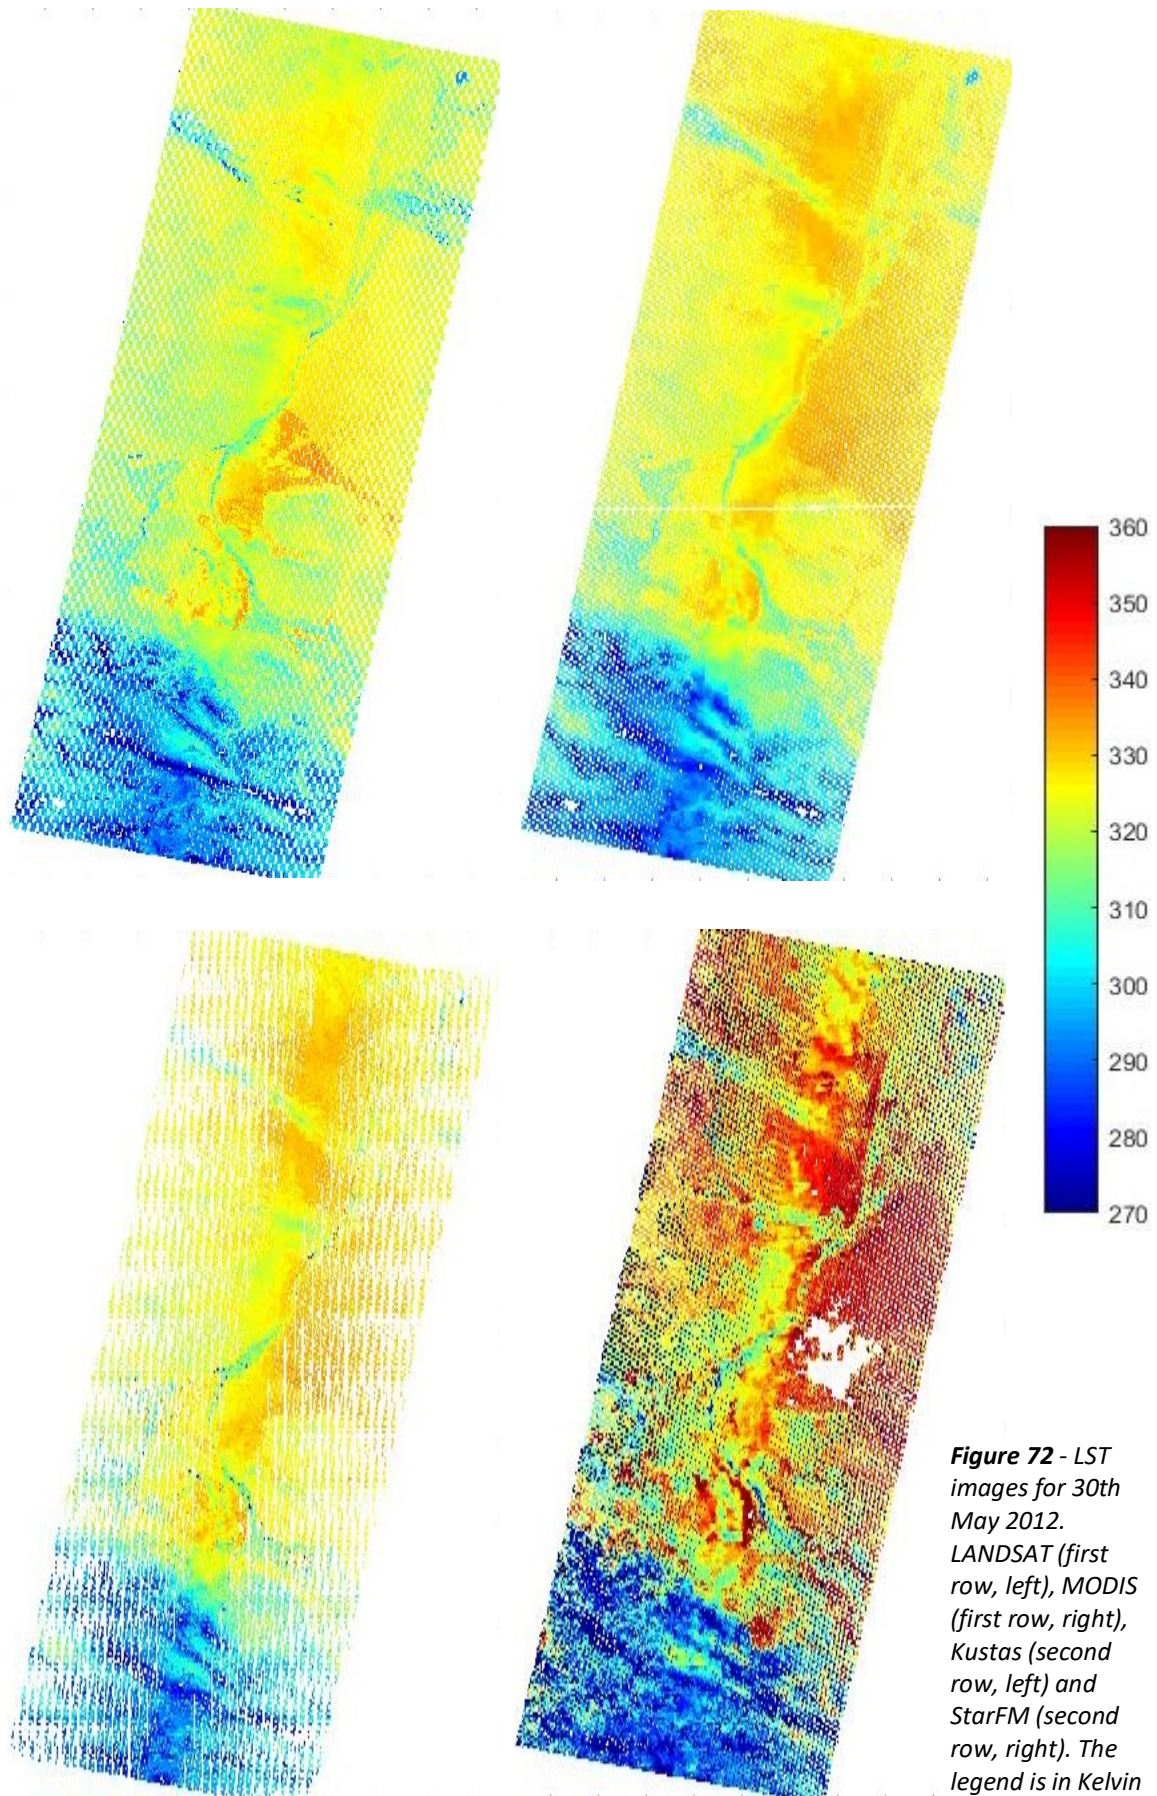 360
350
340
330
320
310
300
290
280
270
Figure 72 - LST
images for 30th
May 2012.
LANDSAT (first
row, left), MODIS
(first row, right),
Kustas (second
row, left) and
StarFM (second
row, right). The
legend is in Kelvin